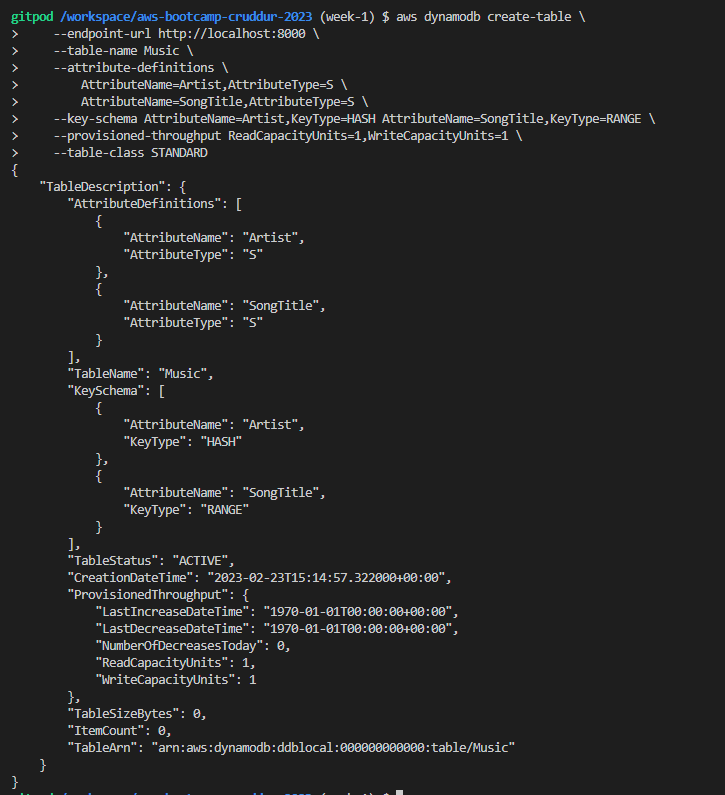 gitpod /workspace/aws-bootcamp-cruddur-2023 (week-1) $ aws dynamodb create-table \
>     --endpoint-url http://localhost:8000 \
>     --table-name Music \
>     --attribute-definitions \
>         AttributeName=Artist,AttributeType=S \
>         AttributeName=SongTitle,AttributeType=S \
>     --key-schema AttributeName=Artist,KeyType=HASH AttributeName=SongTitle,KeyType=RANGE \
>     --provisioned-throughput ReadCapacityUnits=1,WriteCapacityUnits=1 \
>     --table-class STANDARD
{
    "TableDescription": {
        "AttributeDefinitions": [
            {
                "AttributeName": "Artist",
                "AttributeType": "S"
            },
            {
                "AttributeName": "SongTitle",
                "AttributeType": "S"
            }
        ],
        "TableName": "Music",
        "KeySchema": [
            {
                "AttributeName": "Artist",
                "KeyType": "HASH"
            },
            {
                "AttributeName": "SongTitle",
                "KeyType": "RANGE"
            }
        ],
        "TableStatus": "ACTIVE",
        "CreationDateTime": "2023-02-23T15:14:57.322000+00:00",
        "ProvisionedThroughput": {
            "LastIncreaseDateTime": "1970-01-01T00:00:00+00:00",
            "LastDecreaseDateTime": "1970-01-01T00:00:00+00:00",
            "NumberOfDecreasesToday": 0,
            "ReadCapacityUnits": 1,
            "WriteCapacityUnits": 1
        },
        "TableSizeBytes": 0,
        "ItemCount": 0,
        "TableArn": "arn:aws:dynamodb:ddblocal:000000000000:table/Music"
    }
}